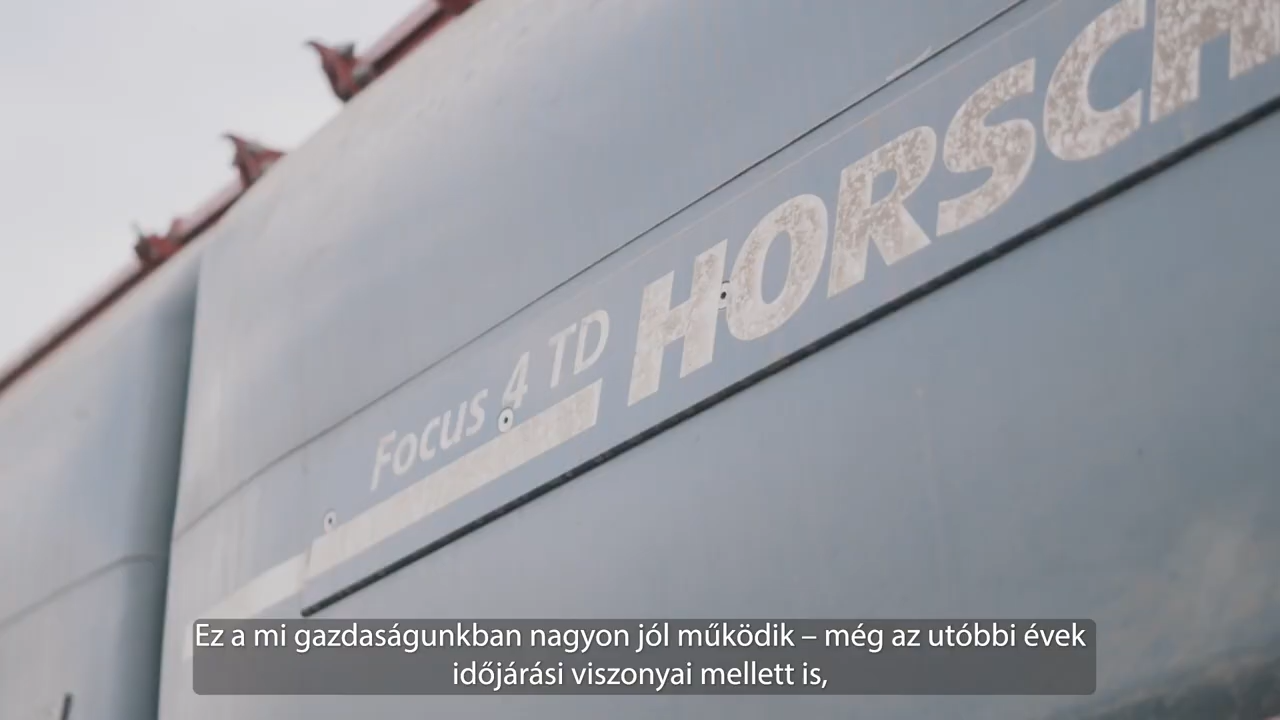 HORSCH
Focus 4 TD
Ez a mi gazdaságunkban nagyon jól működik – még az utóbbi évek
időjárási viszonyai mellett is,